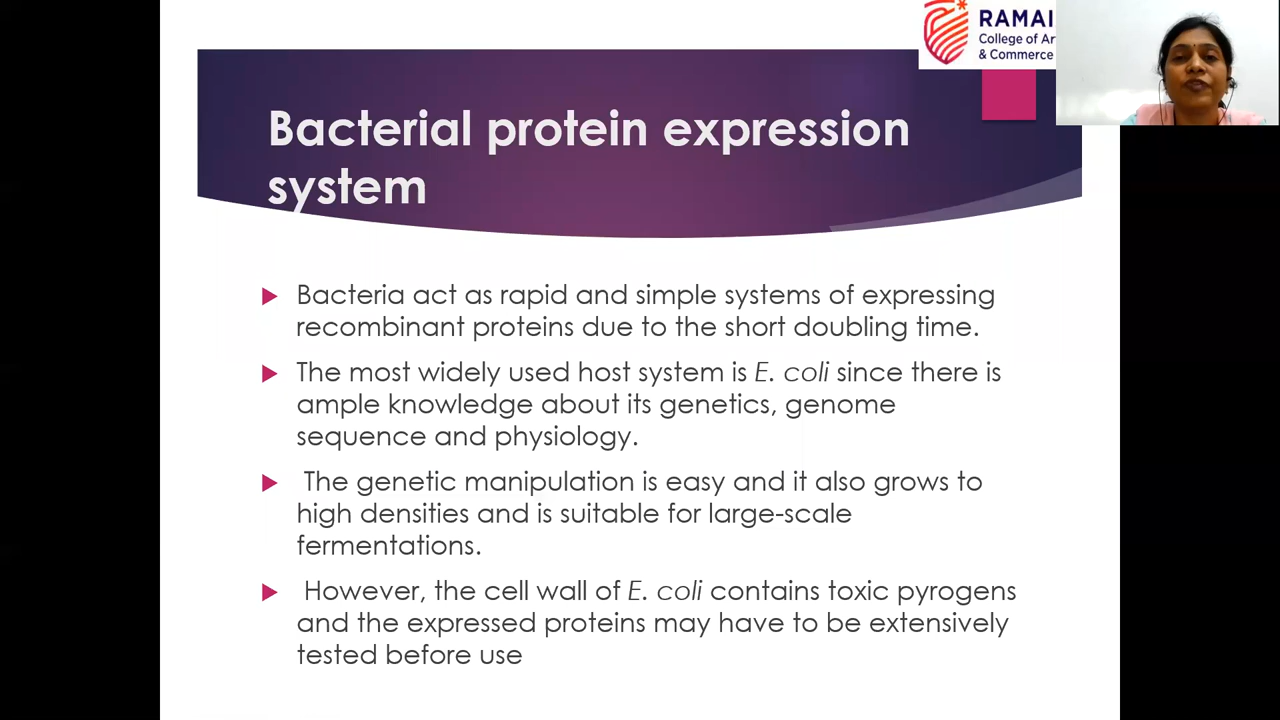 RAMAI
College of Ar
& Commerce
Bacterial protein expression
system
Bacteria act as rapid and simple systems of expressing
recombinant proteins due to the short doubling time.
The most widely used host system is E. coli since there is
ample knowledge about its genetics, genome
sequence and physiology.
The genetic manipulation is easy and it also grows to
high densities and is suitable for large-scale
fermentations.
However, the cell wall of E. coli contains toxic pyrogens
and the expressed proteins may have to be extensively
tested before use